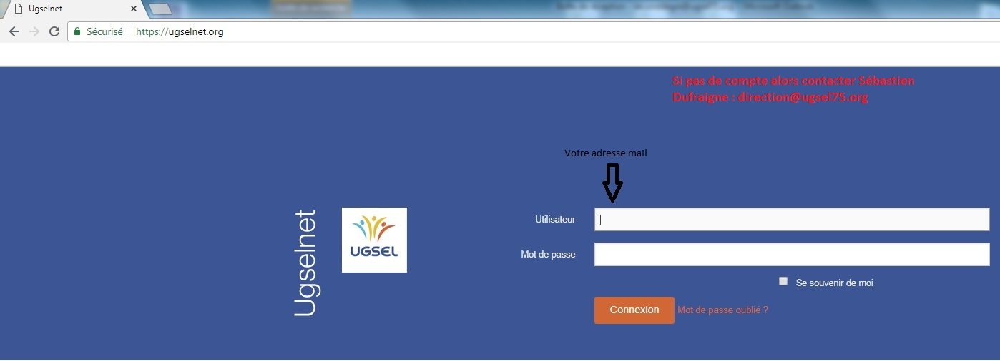 Ugselnet
Sécurisé
https://ugselnet.org
Si pas de compte alors contacter Sébastien
Dufraigne : direction@ugsel75.org
Votre adresse mail
Ugselnet
UGSEL
Utilisateur
Mot de passe
Se souvenir de moi
Connexion
Mot de passe oublié ?